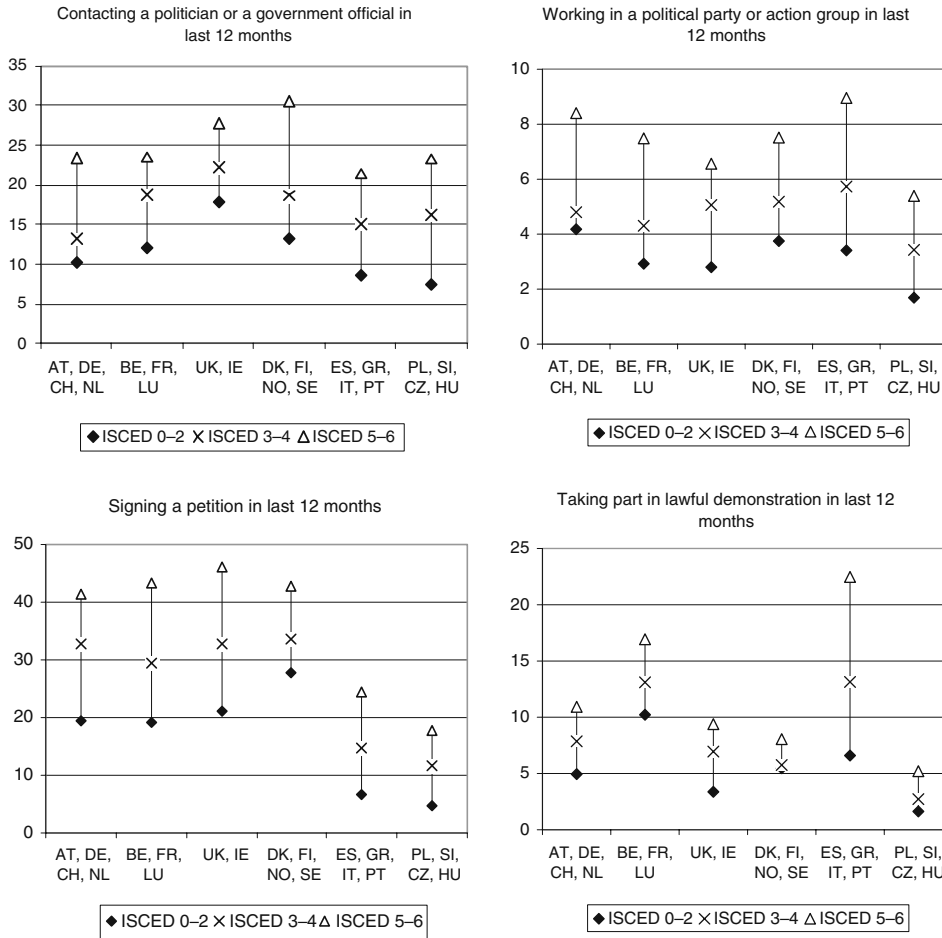 Contacting a politician or a government official in
last 12 months
35
30
25
20
15
10
5
0
AT, DE, BE, FR, UK, IE DK, FI, ES, GR, PL, SI,
CH, NL LU NO, SE IT, PT CZ, HU
ISCED 0–2 ISCED 3–4 ISCED 5–6
Working in a political party or action group in last
12 months
10
8
6
4
2
0
AT, DE, BE, FR, UK, IE DK, FI, ES, GR, PL, SI,
CH, NL LU NO, SE IT, PT CZ, HU
ISCED 0–2 ISCED 3–4 ISCED 5–6
Signing a petition in last 12 months
50
40
30
20
10
0
AT, DE, BE, FR, UK, IE DK, FI, ES, GR, PL, SI,
CH, NL LU NO, SE IT, PT CZ, HU
ISCED 0–2 ISCED 3–4 ISCED 5–6
Taking part in lawful demonstration in last 12
months
25
20
15
10
5
0
AT, DE, BE, FR, UK, IE DK, FI, ES, GR, PL, SI,
CH, NL LU NO, SE IT, PT CZ, HU
ISCED 0–2 ISCED 3–4 ISCED 5–6